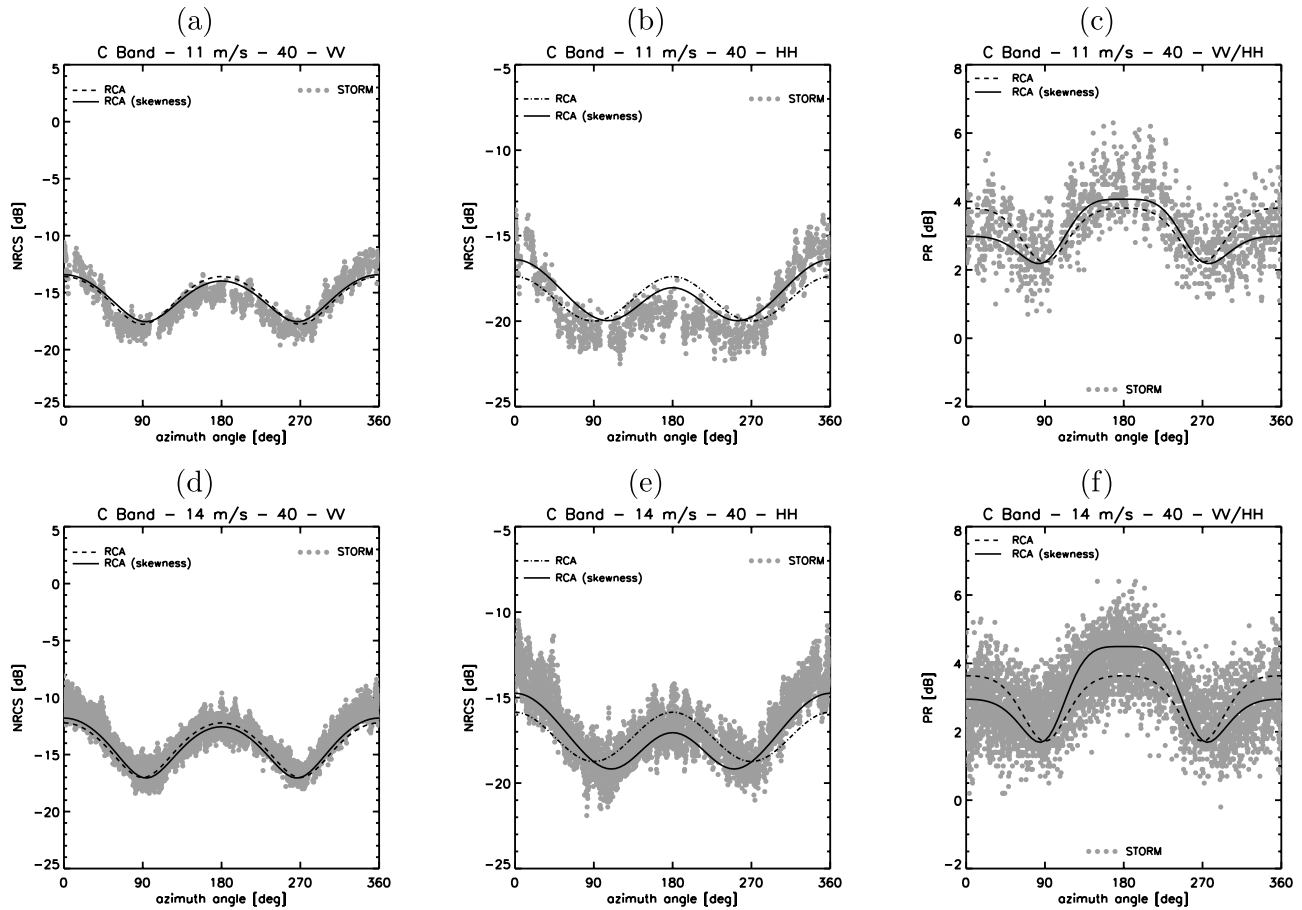 (a)
C Band – 11 m/s – 40 – VV
5
0
−5
−10
−15
−20
−25
NRCS [dB]
RCA
RCA (skewness)
STORM
0 90 180 270 360
azimuth angle [deg]
(b)
C Band – 11 m/s – 40 – HH
−5
−10
−15
−20
−25
NRCS [dB]
RCA
RCA (skewness)
STORM
0 90 180 270 360
azimuth angle [deg]
(c)
C Band – 11 m/s – 40 – VV/HH
8
6
4
2
0
−2
PR [dB]
RCA
RCA (skewness)
STORM
0 90 180 270 360
azimuth angle [deg]
(d)
C Band – 14 m/s – 40 – VV
5
0
−5
−10
−15
−20
−25
NRCS [dB]
RCA
RCA (skewness)
STORM
0 90 180 270 360
azimuth angle [deg]
(e)
C Band – 14 m/s – 40 – HH
−5
−10
−15
−20
−25
NRCS [dB]
RCA
RCA (skewness)
STORM
0 90 180 270 360
azimuth angle [deg]
(f)
C Band – 14 m/s – 40 – VV/HH
8
6
4
2
0
−2
PR [dB]
RCA
RCA (skewness)
STORM
0 90 180 270 360
azimuth angle [deg]